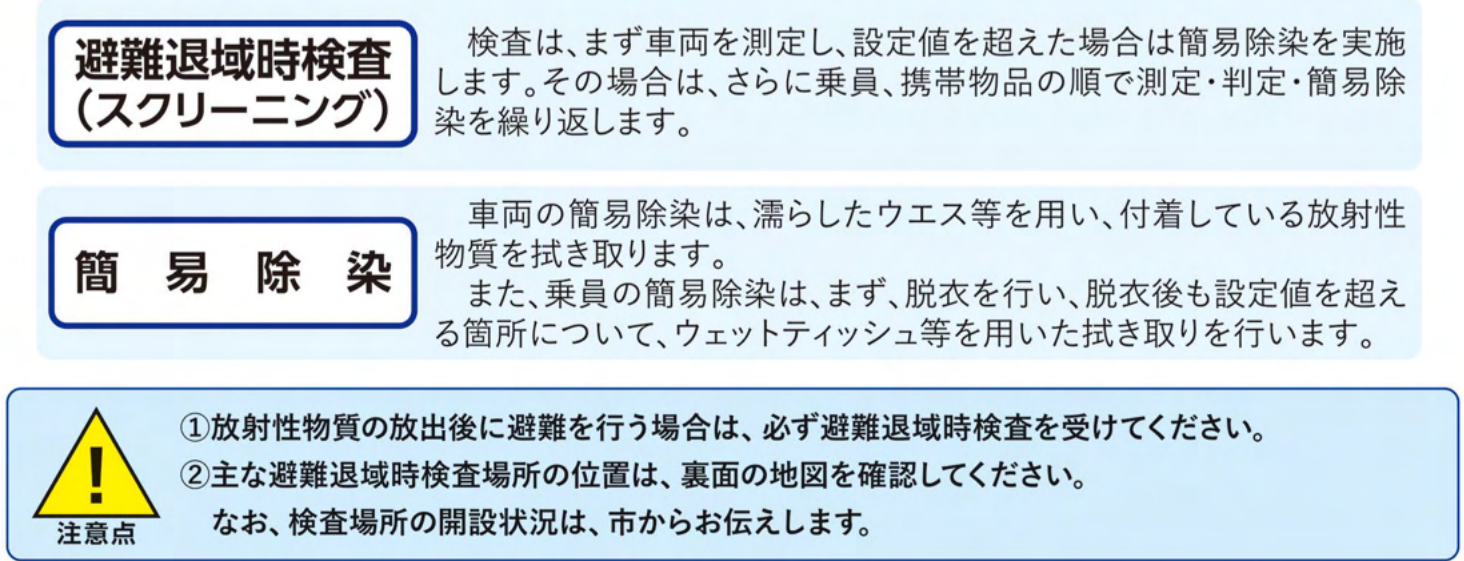 避難退域時検査
(スクリーニング)
検査は、まず車両を測定し、設定値を超えた場合は簡易除染を実施
します。その場合は、さらに乗員、携帯物品の順で測定・判定・簡易除
染を繰り返します。
簡易除染
車両の簡易除染は、濡らしたウエス等を用い、付着している放射性
物質を拭き取ります。
また、乗員の簡易除染は、まず、脱衣を行い、脱衣後も設定値を超え
る箇所について、ウェットティッシュ等を用いた拭き取りを行います。
!
注意点
①放射性物質の放出後に避難を行う場合は、必ず避難退域時検査を受けてください。
②主な避難退域時検査場所の位置は、裏面の地図を確認してください。
なお、検査場所の開設状況は、市からお伝えします。